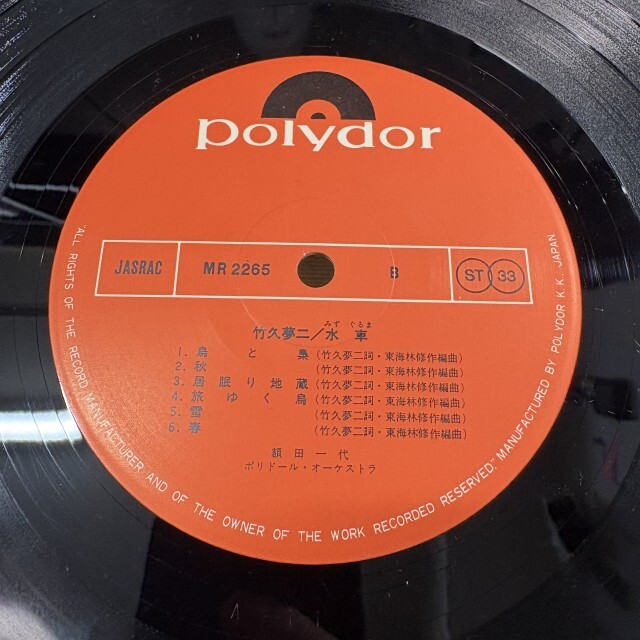 polydor
JASRAC MR 2265 B ST 33
みず ぐるま
竹久夢二／水車
1. 烏と梟 (竹久夢二詞・東海林修作編曲)
2. 秋 (竹久夢二詞・東海林修作編曲)
3. 居眠り地蔵 (竹久夢二詞・東海林修作編曲)
4. 旅ゆく烏 (竹久夢二詞・東海林修作編曲)
5. 雪 (竹久夢二詞・東海林修作編曲)
6. 春 (竹久夢二詞・東海林修作編曲)
額田一代
ポリドール・オーケストラ
"ALL RIGHTS OF THE RECORD MANUFACTURER AND OF THE OWNER OF THE WORK RECORDED RESERVED." MANUFACTURED BY POLYDOR K.K. JAPAN